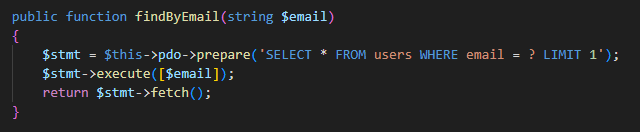 public function findByEmail(string $email)
{
    $stmt = $this->pdo->prepare('SELECT * FROM users WHERE email = ? LIMIT 1');
    $stmt->execute([$email]);
    return $stmt->fetch();
}